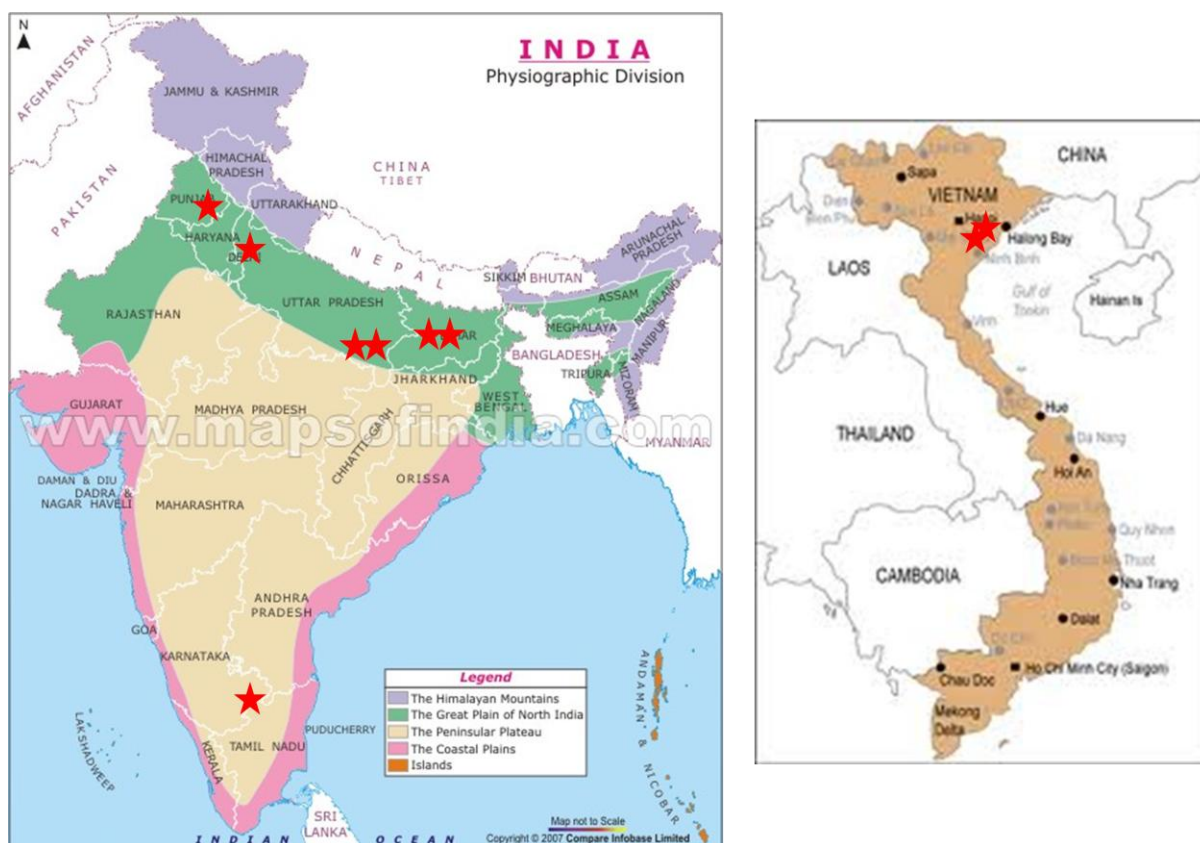 N
INDIA
Physiographic Division
AFGHANISTAN
JAMMU & KASHMIR
HIMACHAL
PRADESH
CHINA
TIBET
PAKISTAN
PUNJAB
UTTARAKHAND
HARYANA
NEPAL
ARUNACHAL
PRADESH
SIKKIM
BHUTAN
UTTAR PRADESH
ASSAM
NAGALAND
RAJASTHAN
MEGHALAYA
MANIPUR
BANGLADESH
JHARKHAND
TRIPURA
MIZORAM
GUJARAT
MADHYA PRADESH
WEST
BENGAL
www.mapsofindia.com
CHHATTISGARH
MYANMAR
DAMAN & DIU
DADRA &
NAGAR HAVELI
MAHARASHTRA
ORISSA
ANDHRA
PRADESH
GOA
KARNATAKA
LAKSHADWEEP
KERALA
TAMIL NADU
PUDUCHERRY
ANDAMAN & NICOBAR
Legend
The Himalayan Mountains
The Great Plain of North India
The Peninsular Plateau
The Coastal Plains
Islands
SRI
LANKA
INDIAN OCEAN
Map not to Scale
Copyright © 2007 Compare Infobase Limited
CHINA
Sapa
VIETNAM
Halong Bay
Ninh Binh
LAOS
Gulf of
Tonkin
Hainan Is
Vinh
Hue
THAILAND
Da Nang
Hoi An
Quy Nhon
CAMBODIA
Nha Trang
Dalat
Ho Chi Minh City (Saigon)
Chau Doc
Mekong
Delta